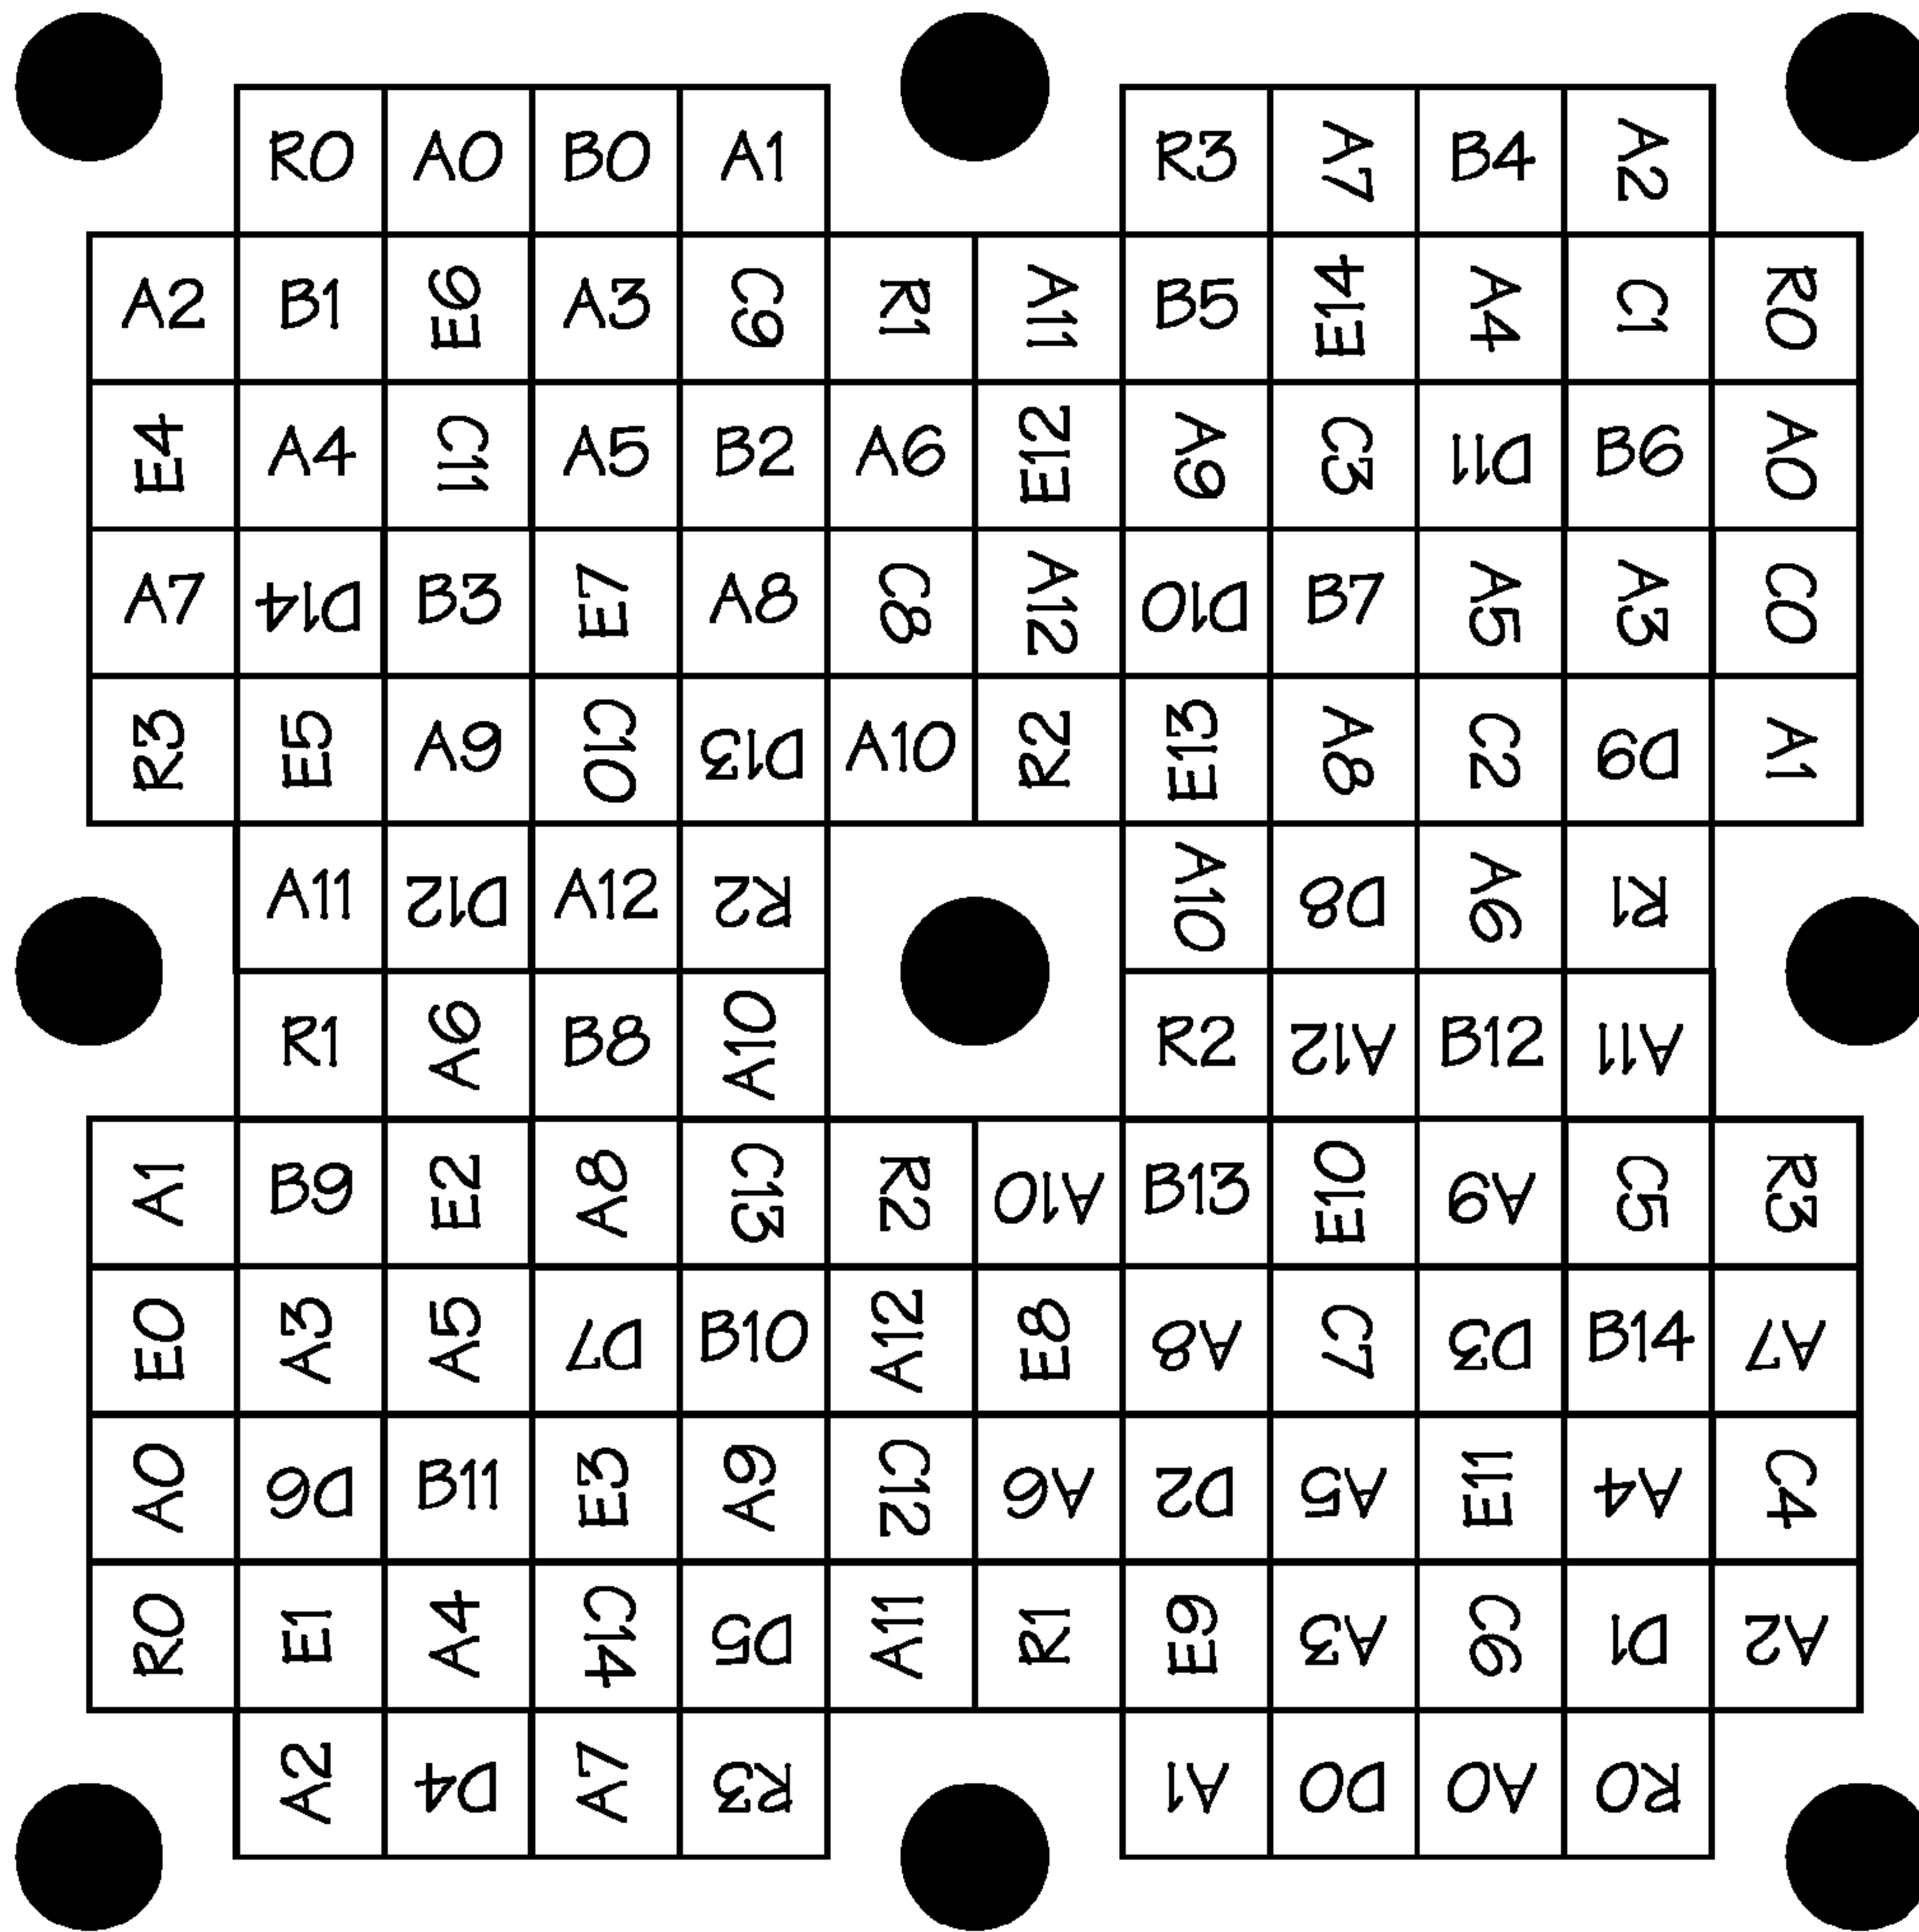 R0 A0 B0 A1 R3 A7 B4 A2
A2 B1 E6 A3 C9 R1 A11 B5 E14 A4 C1 R0
E4 A4 C11 A5 B2 A6 E12 A9 C3 D11 B6 A0
A7 D14 B3 E7 A8 C8 A12 D10 B7 A5 A3 C0
R3 E5 A9 C10 D13 A10 R2 E13 A8 C2 D9 A1
A11 D12 A12 R2 A10 D8 A6 R1
R1 A6 B8 A10 R2 A12 B12 A11
A1 B9 E2 A8 C13 R2 A10 B13 E10 A9 C5 R3
E0 A3 A5 D7 B10 A12 E8 A8 C7 D3 B14 A7
A0 D6 B11 E3 A9 C12 A6 D2 A5 E11 A4 C4
R0 E1 A4 C14 D5 A11 R1 E9 A3 C6 D1 A2
A2 D4 A7 R3 A1 D0 A0 R0